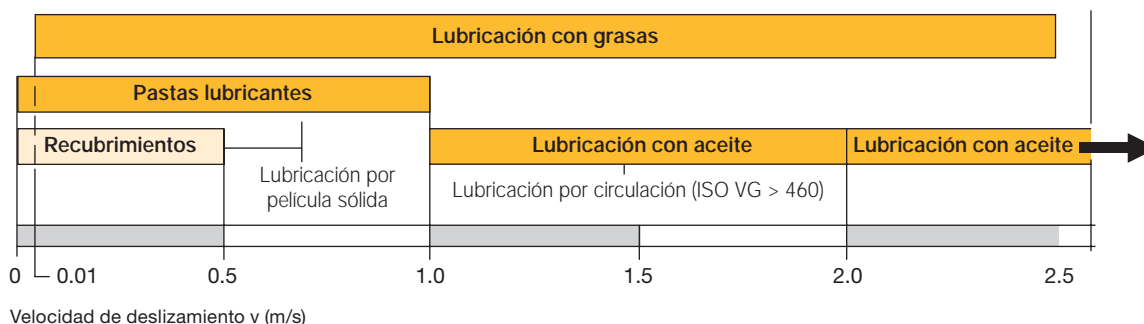 Lubricación con grasas
Pastas lubricantes
Recubrimientos
Lubricación con aceite
Lubricación con aceite
Lubricación por
película sólida
Lubricación por circulación (ISO VG > 460)
0
0.01
0.5
1.0
1.5
2.0
2.5
Velocidad de deslizamiento v (m/s)